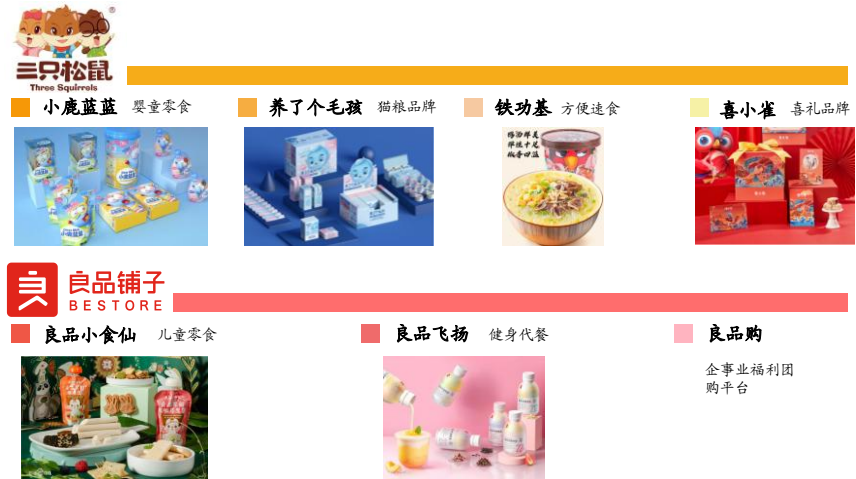 三只松鼠
Three Squirrels
小鹿蓝蓝 婴童零食
养了个毛孩 猫粮品牌
铁功基 方便速食
喜小雀 喜礼品牌
良
良品铺子
BESTORE
良品小食仙 儿童零食
良品飞扬 健身代餐
良品购
企事业福利团
购平台